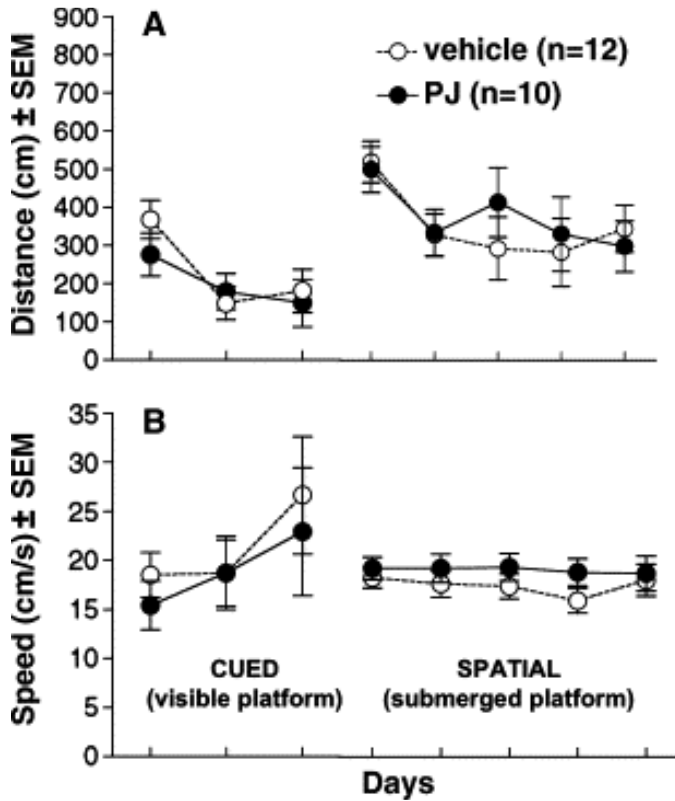 A
vehicle (n=12)
PJ (n=10)
Distance (cm) ± SEM
900
800
700
600
500
400
300
200
100
0
B
Speed (cm/s) ± SEM
35
30
25
20
15
10
5
0
CUED
(visible platform)
SPATIAL
(submerged platform)
Days